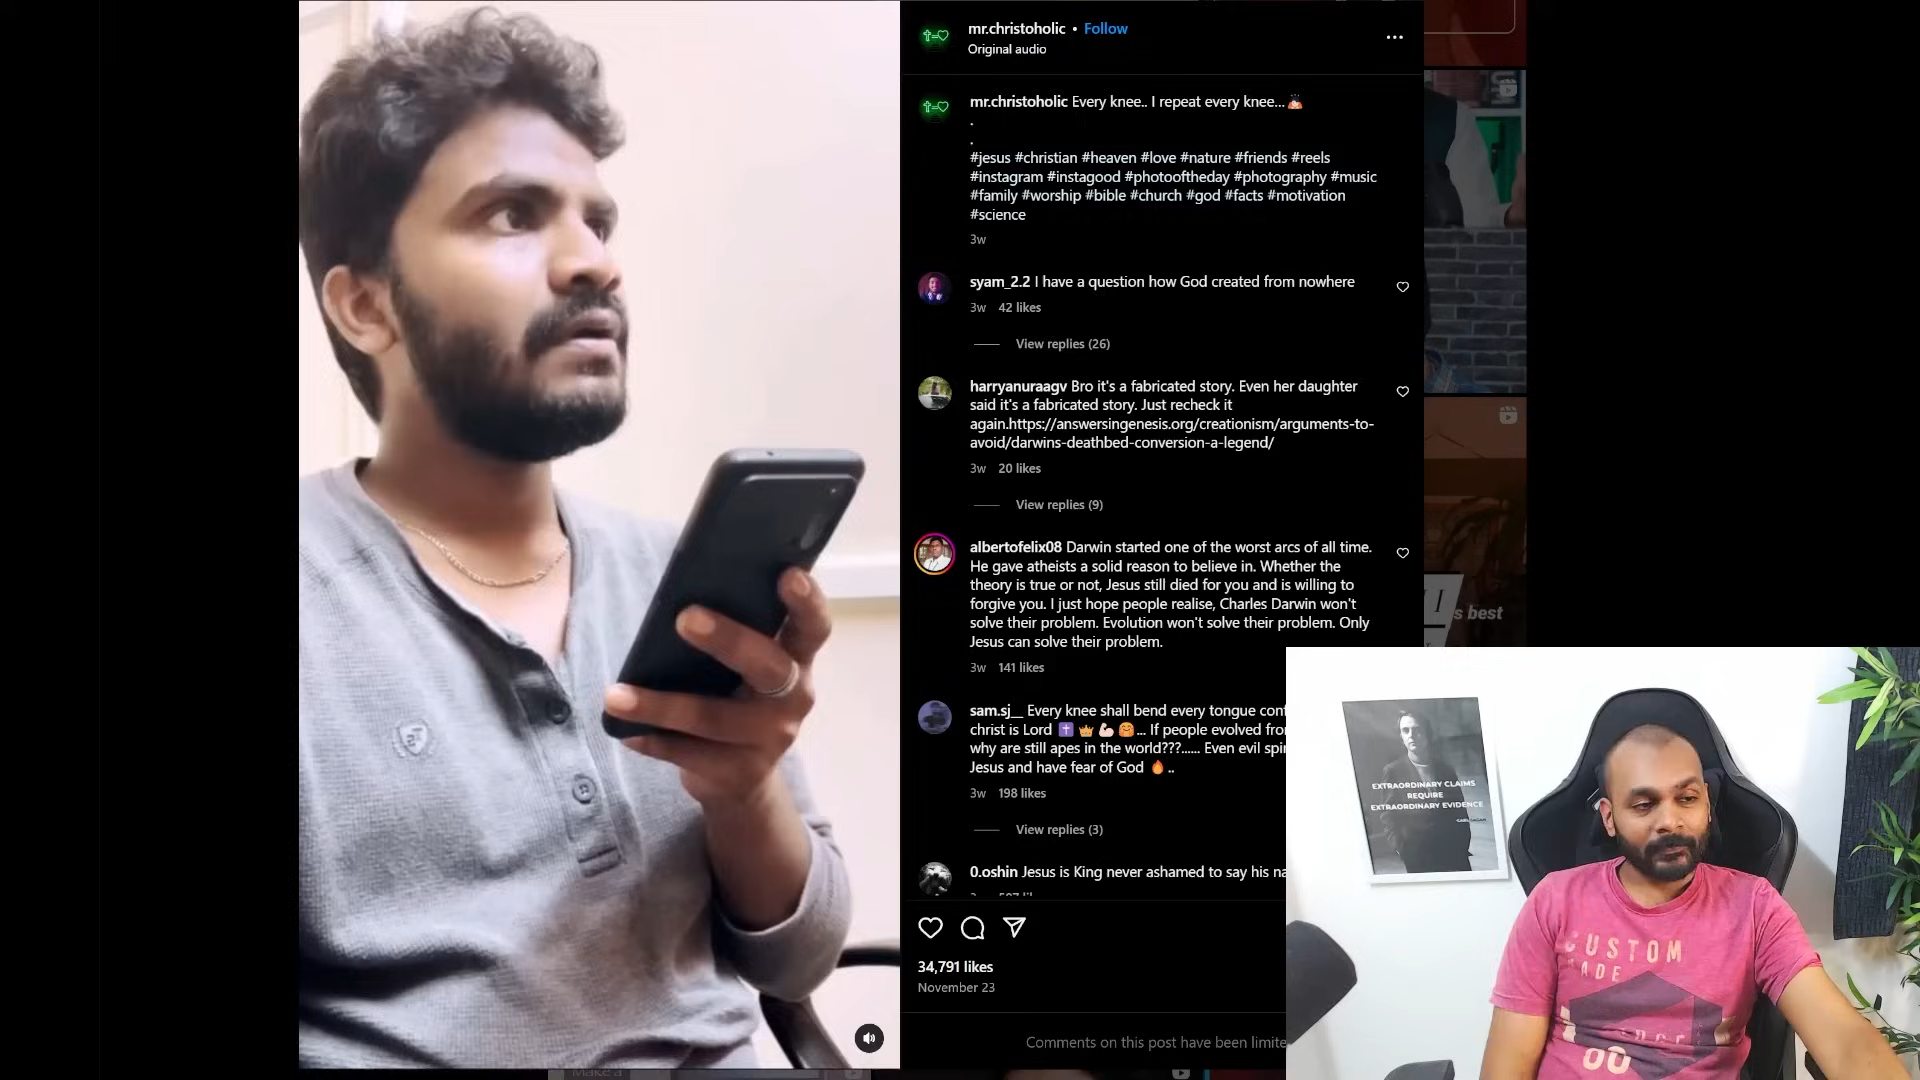 mr.christoholic • Follow
Original audio
mr.christoholic Every knee.. I repeat every knee...
.
.
#jesus #christian #heaven #love #nature #friends #reels
#instagram #instagood #photooftheday #photography #music
#family #worship #bible #church #god #facts #motivation
#science
3w
syam_2.2 I have a question how God created from nowhere
3w 42 likes
View replies (26)
harryanuraagv Bro it's a fabricated story. Even her daughter
said it's a fabricated story. Just recheck it
again.https://answersingenesis.org/creationism/arguments-to-
avoid/darwins-deathbed-conversion-a-legend/
3w 20 likes
View replies (9)
albertofelix08 Darwin started one of the worst arcs of all time.
He gave atheists a solid reason to believe in. Whether the
theory is true or not, Jesus still died for you and is willing to
forgive you. I just hope people realise, Charles Darwin won't
solve their problem. Evolution won't solve their problem. Only
Jesus can solve their problem.
3w 141 likes
sam.sj__ Every knee shall bend every tongue conf
christ is Lord ... If people evolved fro
why are still apes in the world???...... Even evil spi
Jesus and have fear of God ..
3w 198 likes
View replies (3)
0.oshin Jesus is King never ashamed to say his na
34,791 likes
November 23
Comments on this post have been limite
s best
EXTRAORDINARY CLAIMS
REQUIRE
EXTRAORDINARY EVIDENCE
CUSTOM
MADE
00
Make a